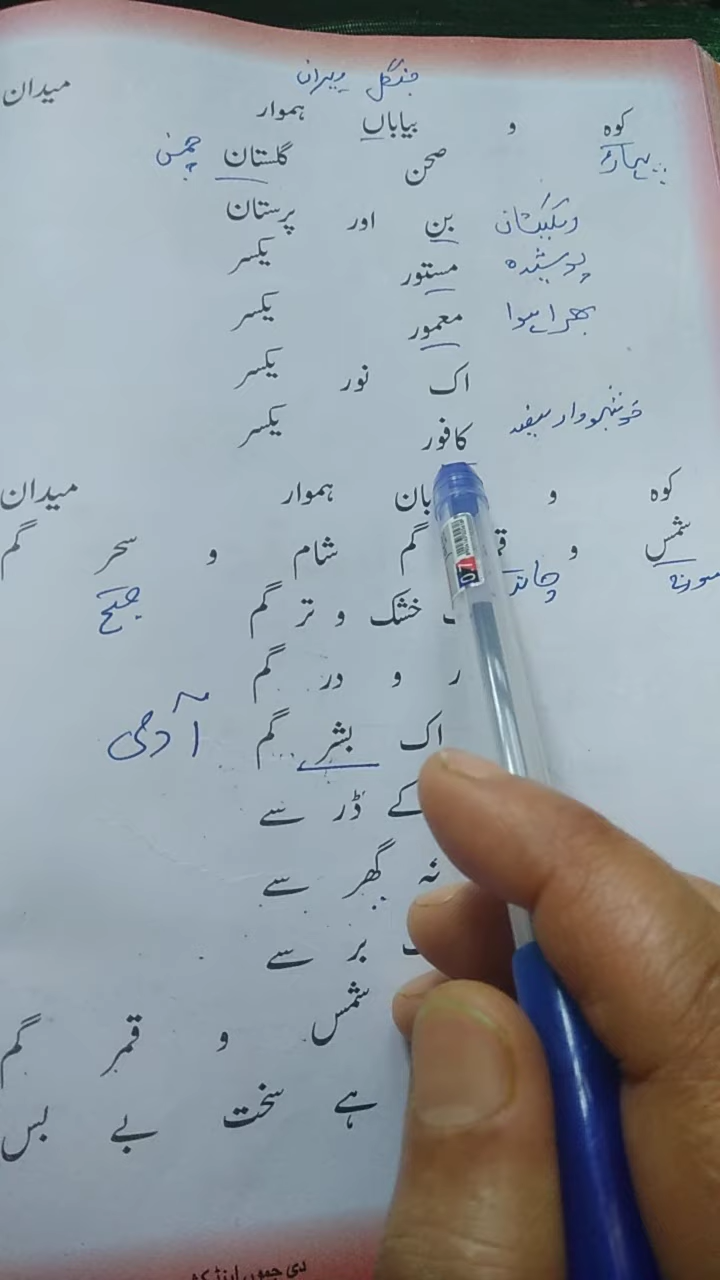 جنگل ویران
کوہ و بیاباں ہموار میدان
پہاڑ صحن گلستان چمن
بن اور پرستان
پوشیدہ مستور یکسر
بھرا ہوا معمور یکسر
اک نور یکسر
خوشبودار سفید کافور یکسر
کوہ و بان ہموار میدان
شمس و گم شام و سحر گم
چاند صبح
خشک و تر گم
ر و در گم
اک بشر گم آدمی
کے ڈر سے
نہ گھر سے
بر سے
شمس و قمر گم
ہے سخت بے بس